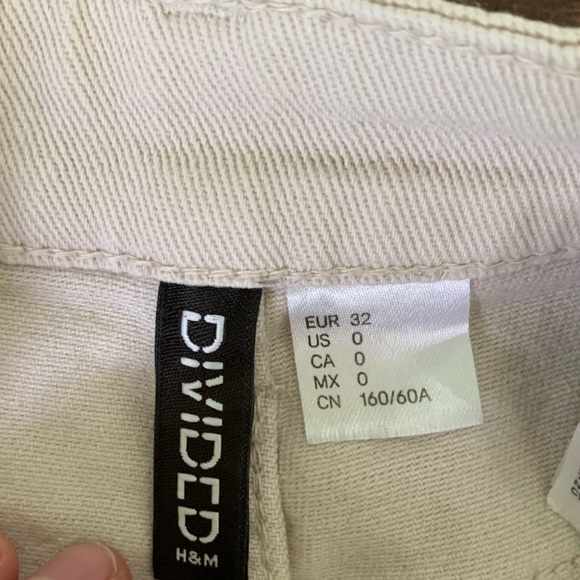 DIVIDED
H&M
EUR 32
US 0
CA 0
MX 0
CN 160/60A